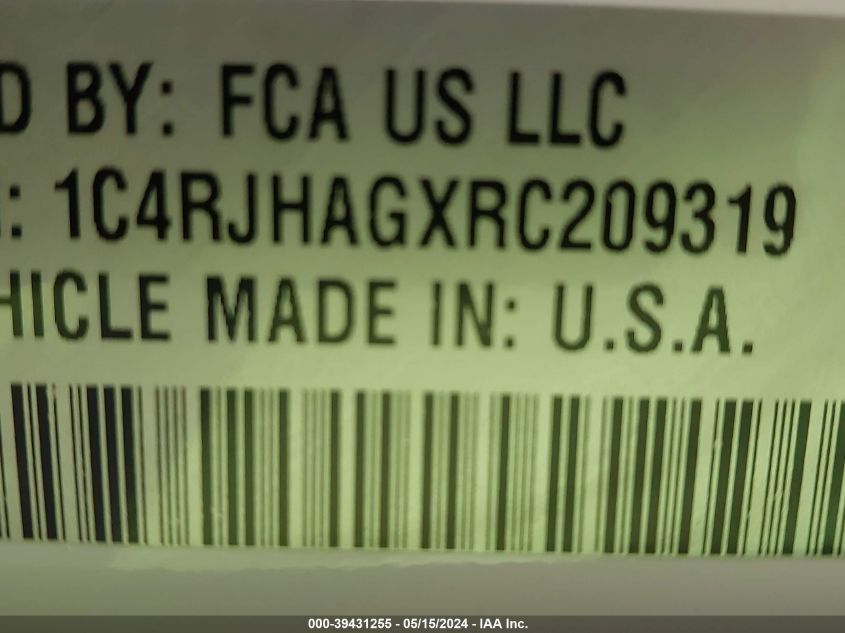 D BY: FCA US LLC
: 1C4RJHAGXRC209319
HICLE MADE IN: U.S.A.
000-39431255 - 05/15/2024 - IAA Inc.